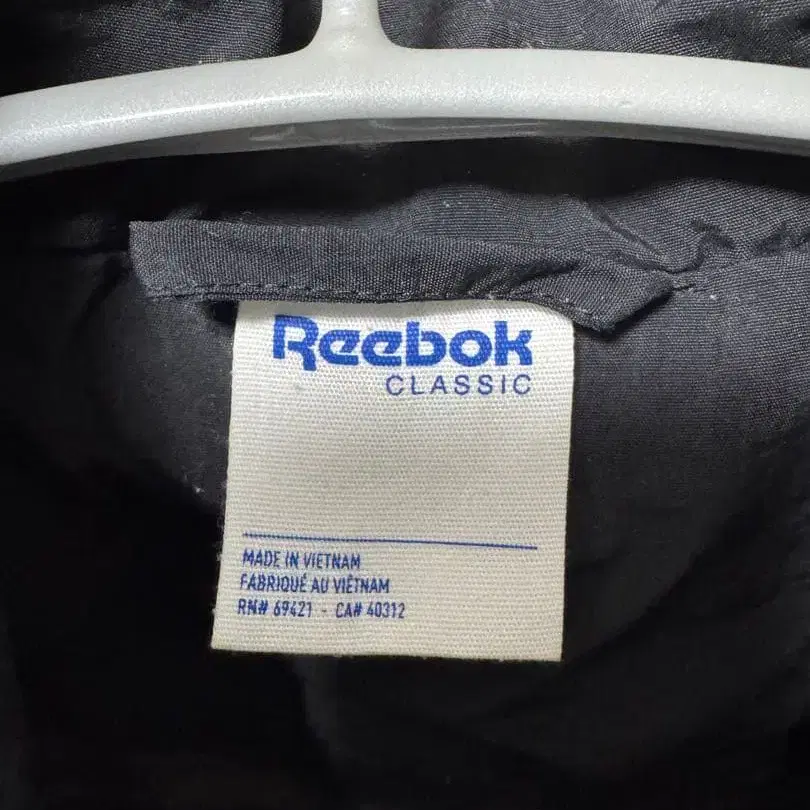 Reebok
CLASSIC
MADE IN VIETNAM
FABRIQUÉ AU VIÊTNAM
RN# 69421 - CA# 40312